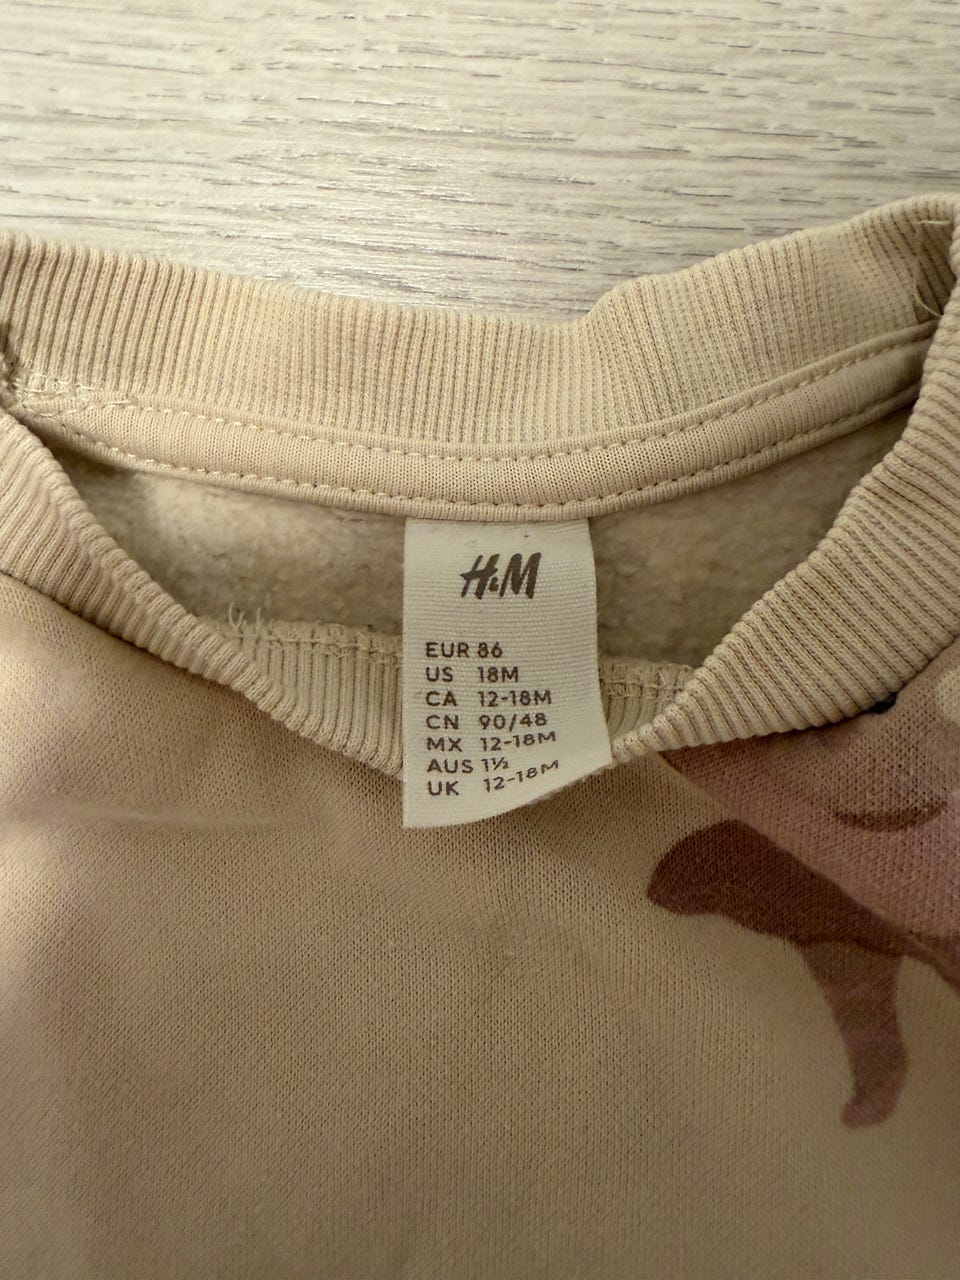 H&M
EUR 86
US 18M
CA 12-18M
CN 90/48
MX 12-18M
AUS 1½
UK 12-18M